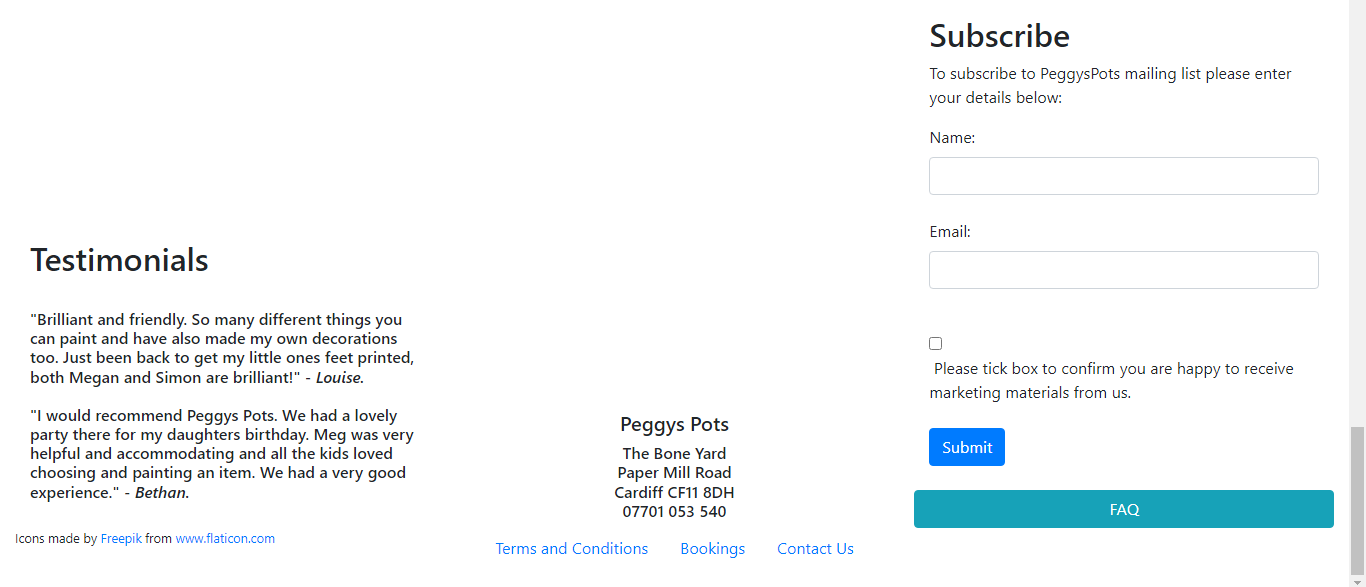 Testimonials
"Brilliant and friendly. So many different things you
can paint and have also made my own decorations
too. Just been back to get my little ones feet printed,
both Megan and Simon are brilliant!" - Louise.
"I would recommend Peggys Pots. We had a lovely
party there for my daughters birthday. Meg was very
helpful and accommodating and all the kids loved
choosing and painting an item. We had a very good
experience." - Bethan.
Icons made by Freepik from www.flaticon.com
Peggys Pots
The Bone Yard
Paper Mill Road
Cardiff CF11 8DH
07701 053 540
Terms and Conditions Bookings Contact Us
Subscribe
To subscribe to PeggysPots mailing list please enter
your details below:
Name:
Email:
Please tick box to confirm you are happy to receive
marketing materials from us.
Submit
FAQ